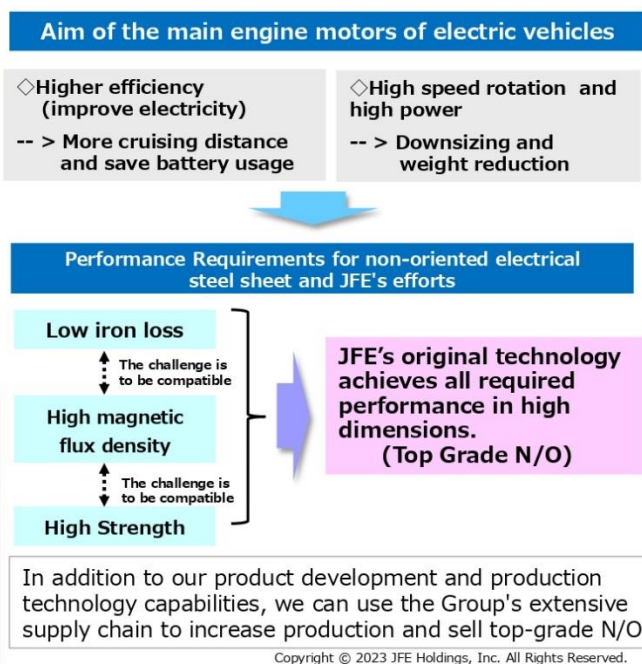 Aim of the main engine motors of electric vehicles
◇Higher efficiency
(improve electricity)
-- > More cruising distance
and save battery usage
◇High speed rotation and
high power
-- > Downsizing and
weight reduction
Performance Requirements for non-oriented electrical
steel sheet and JFE's efforts
Low iron loss
The challenge is
to be compatible
High magnetic
flux density
The challenge is
to be compatible
High Strength
JFE’s original technology
achieves all required
performance in high
dimensions.
(Top Grade N/O)
In addition to our product development and production
technology capabilities, we can use the Group's extensive
supply chain to increase production and sell top-grade N/O
Copyright © 2023 JFE Holdings, Inc. All Rights Reserved.